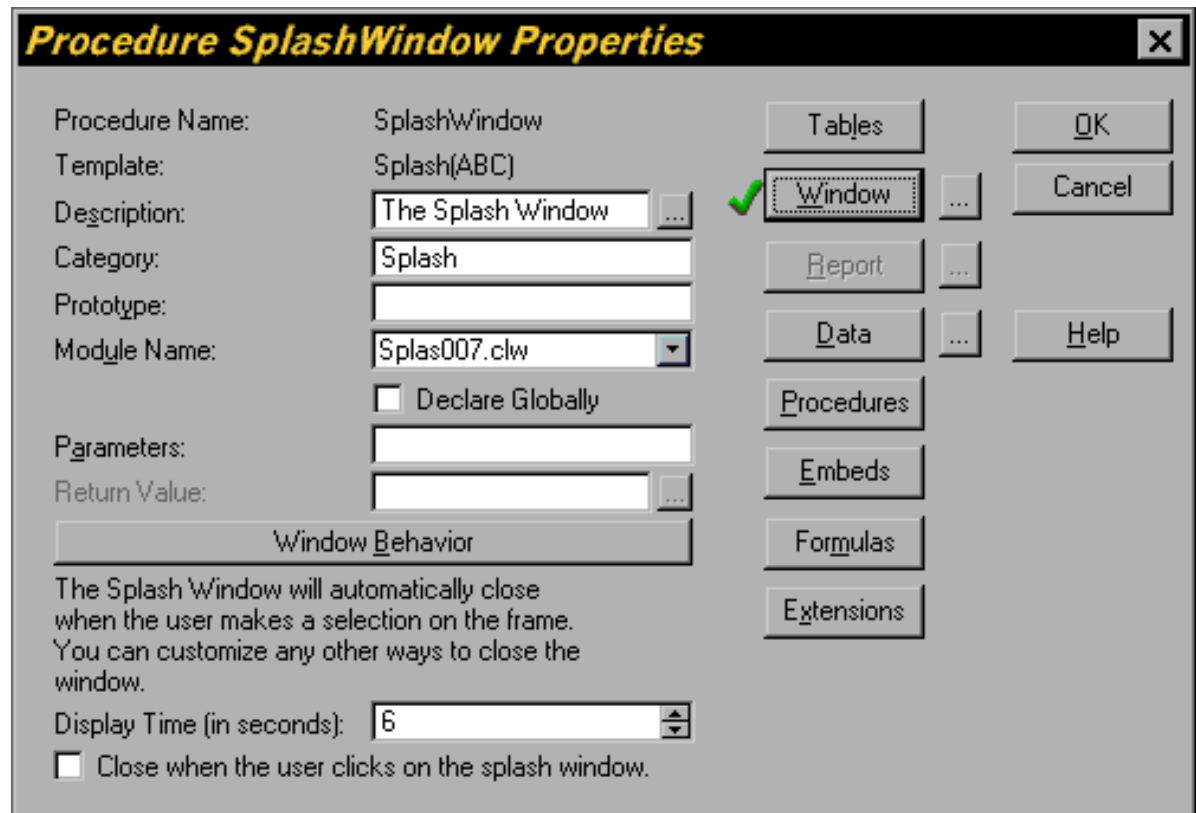 Procedure SplashWindow Properties
Procedure Name: SplashWindow
Template: Splash(ABC)
Description: The Splash Window ...
Category: Splash
Prototype:
Module Name: Splas007.clw
Declare Globally
Parameters:
Return Value: ...
Window Behavior
The Splash Window will automatically close
when the user makes a selection on the frame.
You can customize any other ways to close the
window.
Display Time (in seconds): 6
Close when the user clicks on the splash window.
Tables
Window ...
Report ...
Data ...
Procedures
Embeds
Formulas
Extensions
OK
Cancel
Help